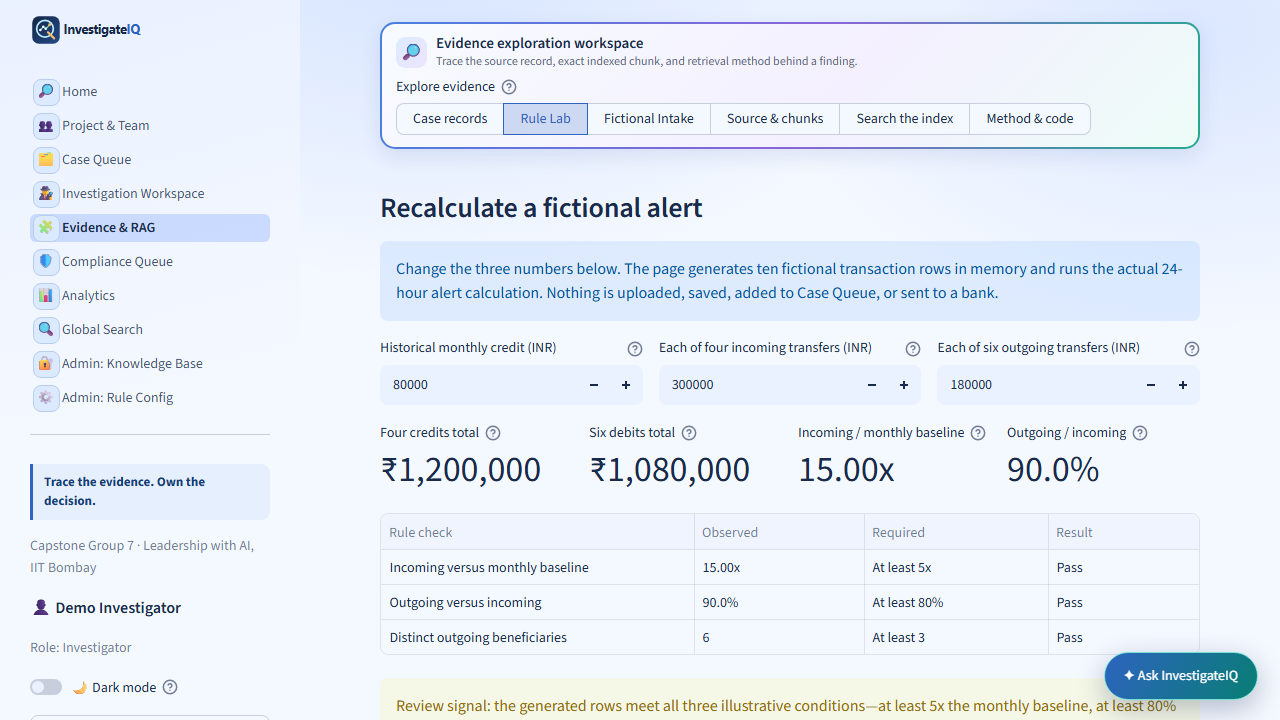 InvestigateIQ
Home
Project & Team
Case Queue
Investigation Workspace
Evidence & RAG
Compliance Queue
Analytics
Global Search
Admin: Knowledge Base
Admin: Rule Config
Trace the evidence. Own the
decision.
Capstone Group 7 · Leadership with AI,
IIT Bombay
Demo Investigator
Role: Investigator
Dark mode
Evidence exploration workspace
Trace the source record, exact indexed chunk, and retrieval method behind a finding.
Explore evidence
Case records Rule Lab Fictional Intake Source & chunks Search the index Method & code
Recalculate a fictional alert
Change the three numbers below. The page generates ten fictional transaction rows in memory and runs the actual 24-
hour alert calculation. Nothing is uploaded, saved, added to Case Queue, or sent to a bank.
Historical monthly credit (INR) Each of four incoming transfers (INR) Each of six outgoing transfers (INR)
80000 300000 180000
Four credits total Six debits total Incoming / monthly baseline Outgoing / incoming
₹1,200,000 ₹1,080,000 15.00x 90.0%
Rule check Observed Required Result
Incoming versus monthly baseline 15.00x At least 5x Pass
Outgoing versus incoming 90.0% At least 80% Pass
Distinct outgoing beneficiaries 6 At least 3 Pass
Review signal: the generated rows meet all three illustrative conditions—at least 5x the monthly baseline, at least 80%
✦ Ask InvestigateIQ